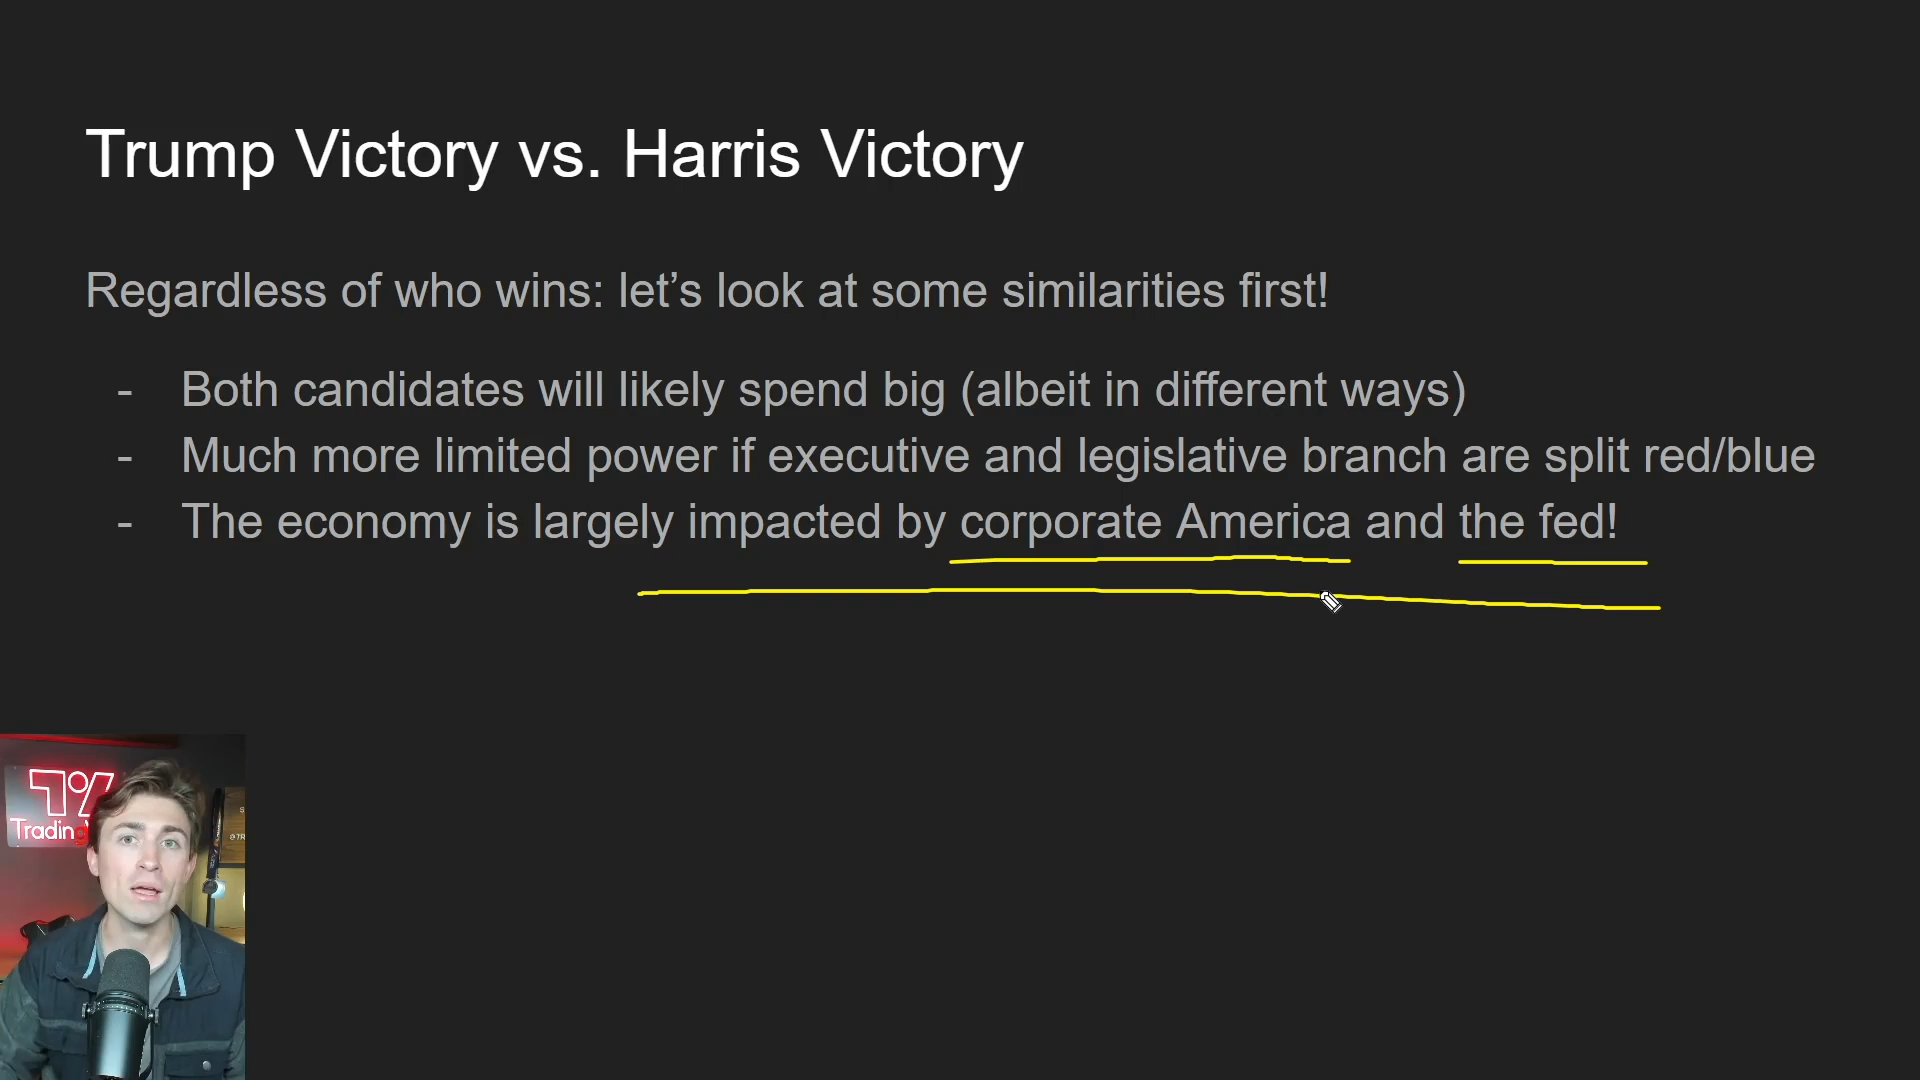 Trump Victory vs. Harris Victory
Regardless of who wins: let’s look at some similarities first!
- Both candidates will likely spend big (albeit in different ways)
- Much more limited power if executive and legislative branch are split red/blue
- The economy is largely impacted by corporate America and the fed!
Trading